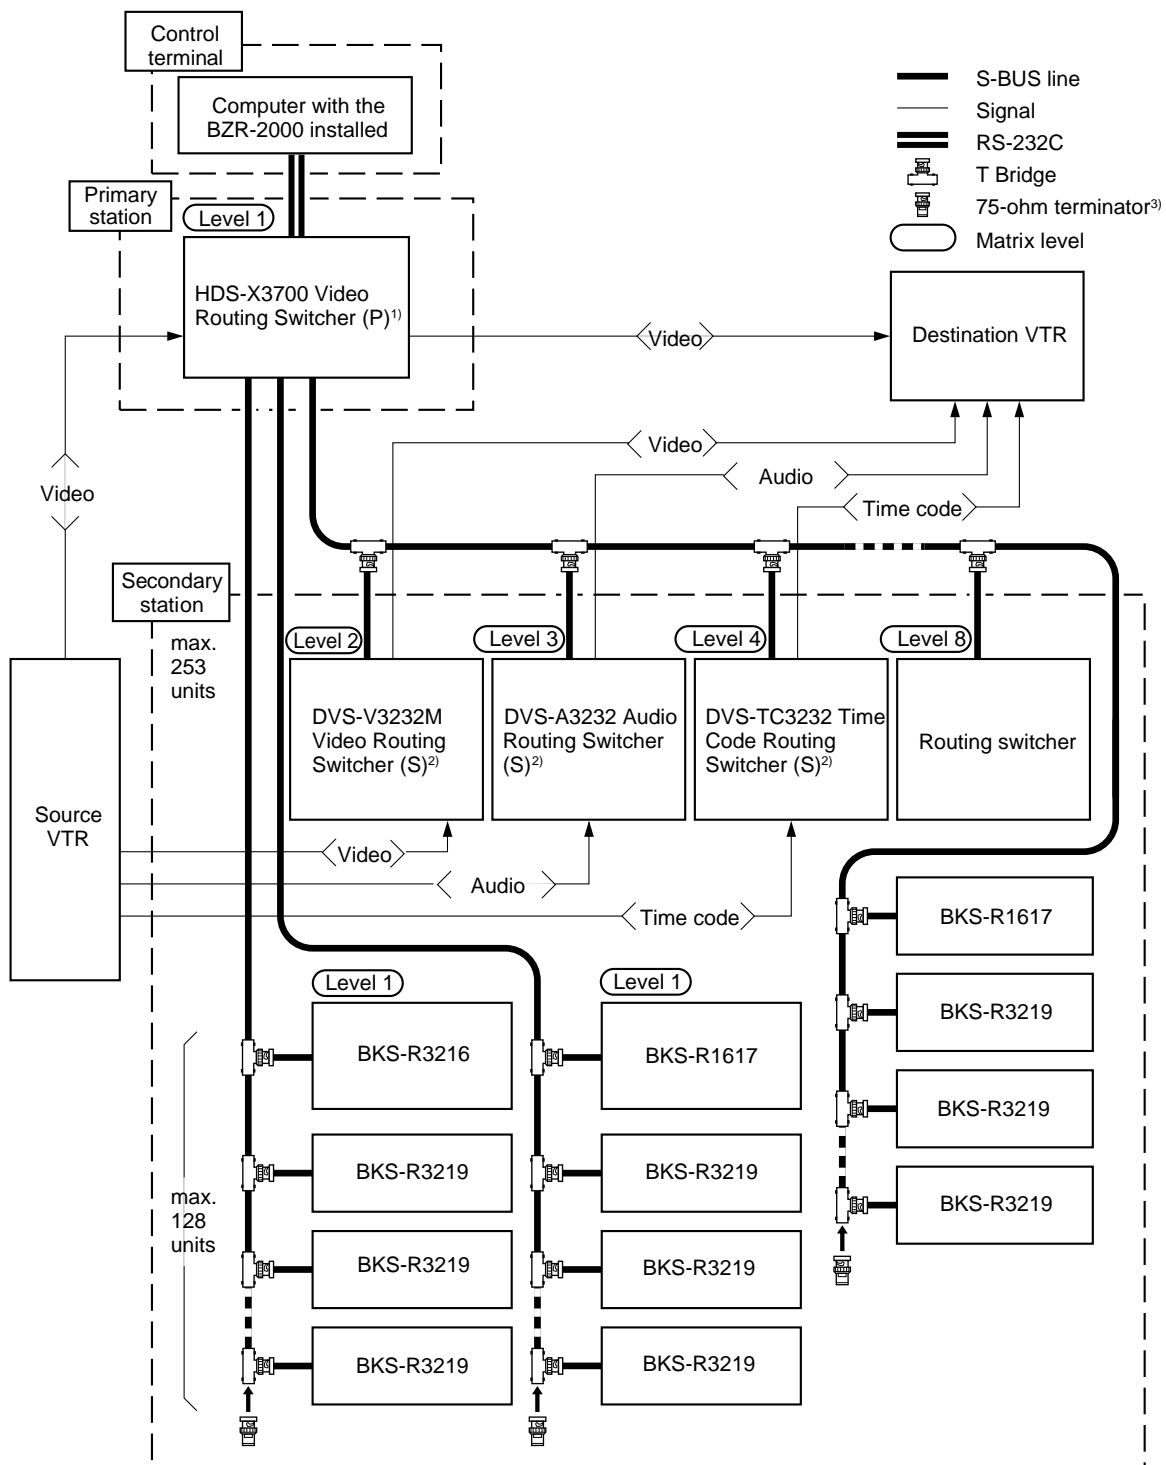 Control
terminal
Computer with the
BZR-2000 installed
S-BUS line
Signal
RS-232C
T Bridge
75-ohm terminator3)
Matrix level
Primary
station
Level 1
HDS-X3700 Video
Routing Switcher (P)1)
Video
Destination VTR
Video
Audio
Video
Time code
Secondary
station
max.
253
units
Level 2
Level 3
Level 4
Level 8
DVS-V3232M
Video Routing
Switcher (S)2)
DVS-A3232 Audio
Routing Switcher
(S)2)
DVS-TC3232 Time
Code Routing
Switcher (S)2)
Routing switcher
Source
VTR
Video
Audio
Time code
BKS-R1617
BKS-R3219
BKS-R3219
BKS-R3219
Level 1
Level 1
BKS-R3216
BKS-R1617
max.
128
units
BKS-R3219
BKS-R3219
BKS-R3219
BKS-R3219
BKS-R3219
BKS-R3219